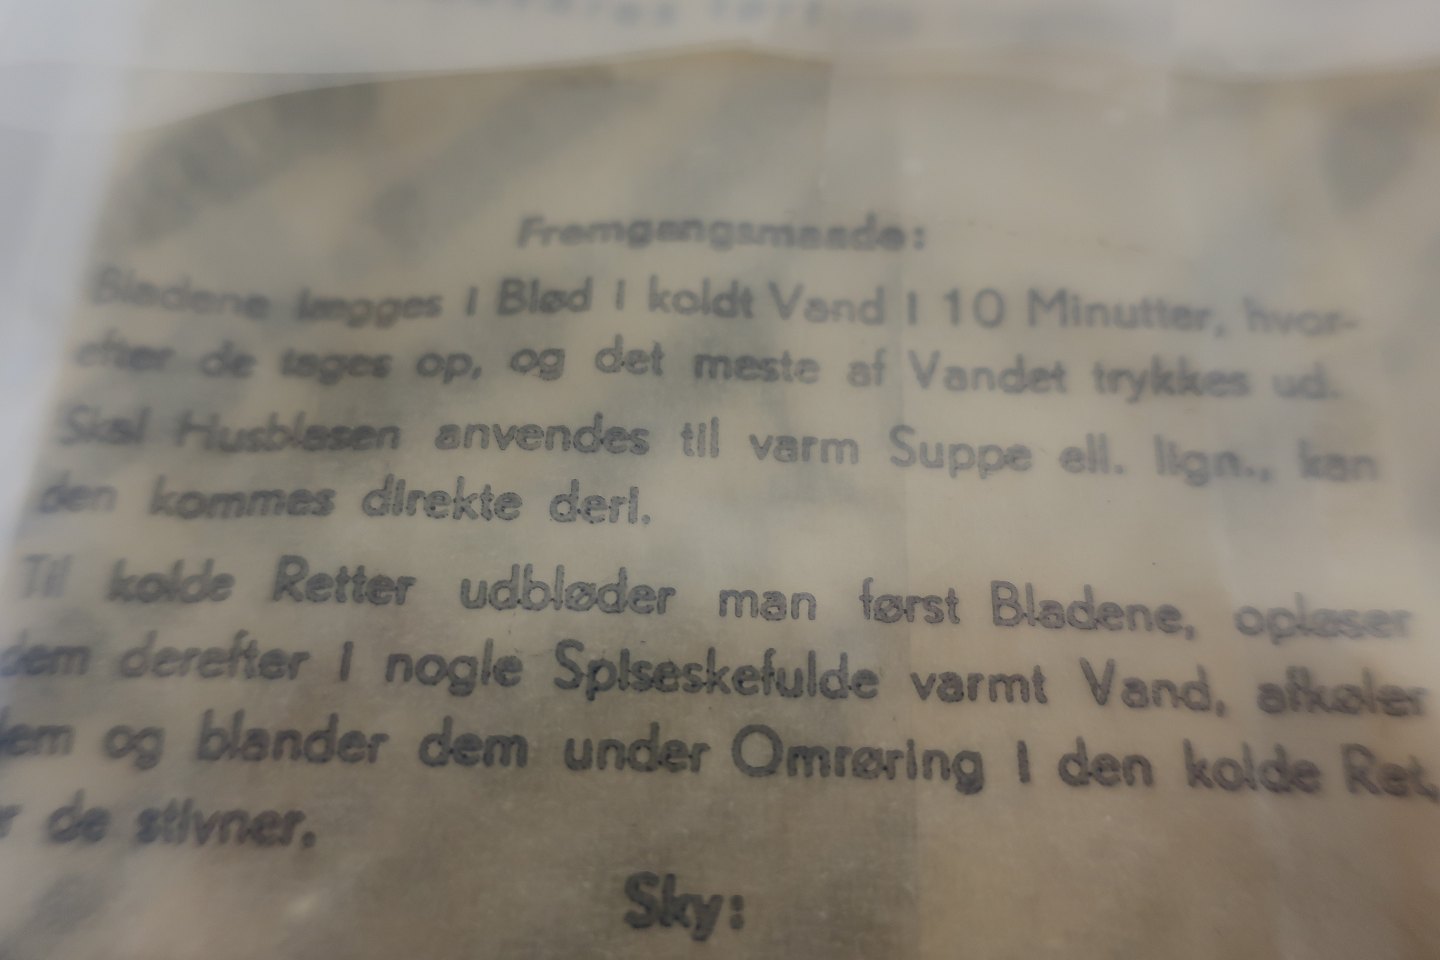 Fremgangsmaade:
Bladene lægges i Blød i koldt Vand i 10 Minutter, hvor-
efter de tages op, og det meste af Vandet trykkes ud.
Skal Husblasen anvendes til varm Suppe ell. lign., kan
den kommes direkte deri.
Til kolde Retter udbløder man først Bladene, opløser
dem derefter i nogle Spiseskefulde varmt Vand, afkøler
dem og blander dem under Omrøring i den kolde Ret,
de stivner.
Sky: